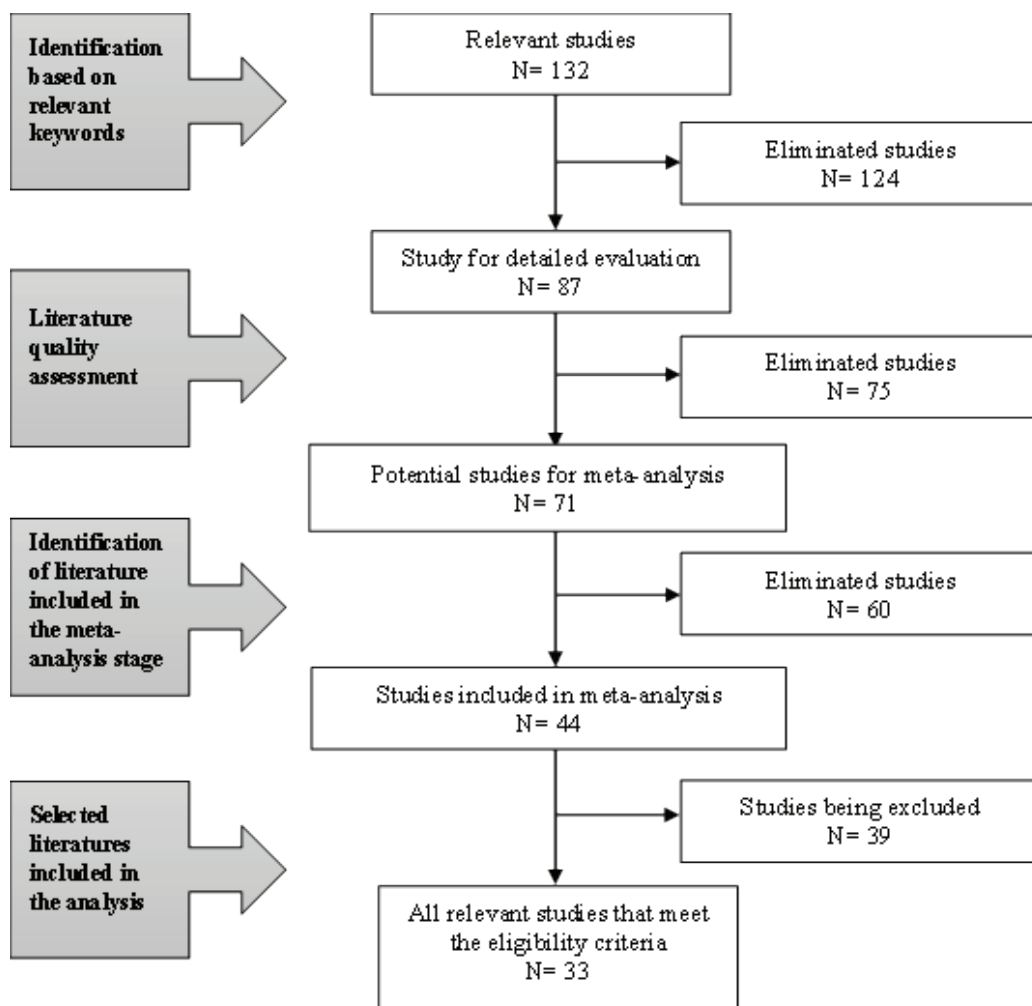 Identification
based on
relevant
keywords
Relevant studies
N= 132
Eliminated studies
N= 124
Study for detailed evaluation
N= 87
Literature
quality
assessment
Eliminated studies
N= 75
Potential studies for meta-analysis
N= 71
Identification
of literature
included in
the meta-
analysis stage
Eliminated studies
N= 60
Studies included in meta-analysis
N= 44
Selected
literatures
included in
the analysis
Studies being excluded
N= 39
All relevant studies that meet
the eligibility criteria
N= 33